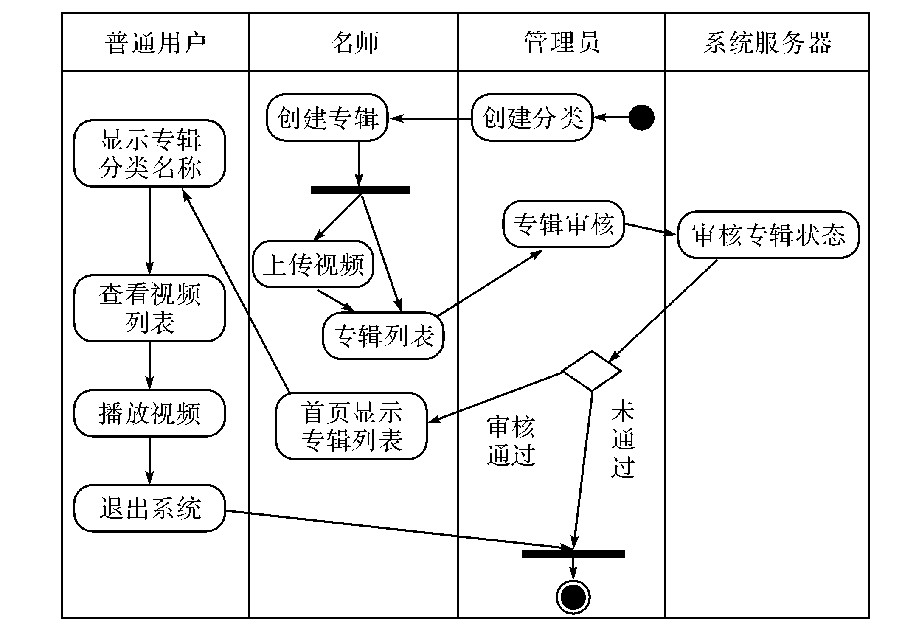 普通用户
名师
管理员
系统服务器
创建专辑
创建分类
显示专辑
分类名称
专辑审核
审核专辑状态
上传视频
查看视频
列表
专辑列表
播放视频
首页显示
专辑列表
审核
通过
未
通
过
退出系统